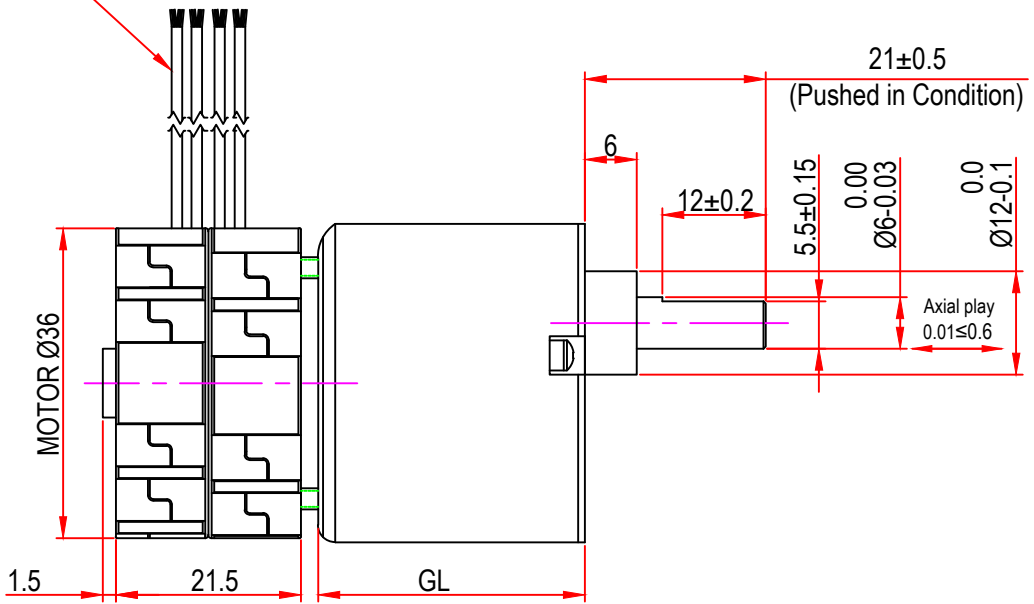 21±0.5
(Pushed in Condition)
6
12±0.2
5.5±0.15
0.00
Ø6-0.03
0.0
Ø12-0.1
Axial play
0.01≤0.6
MOTOR Ø36
1.5
21.5
GL